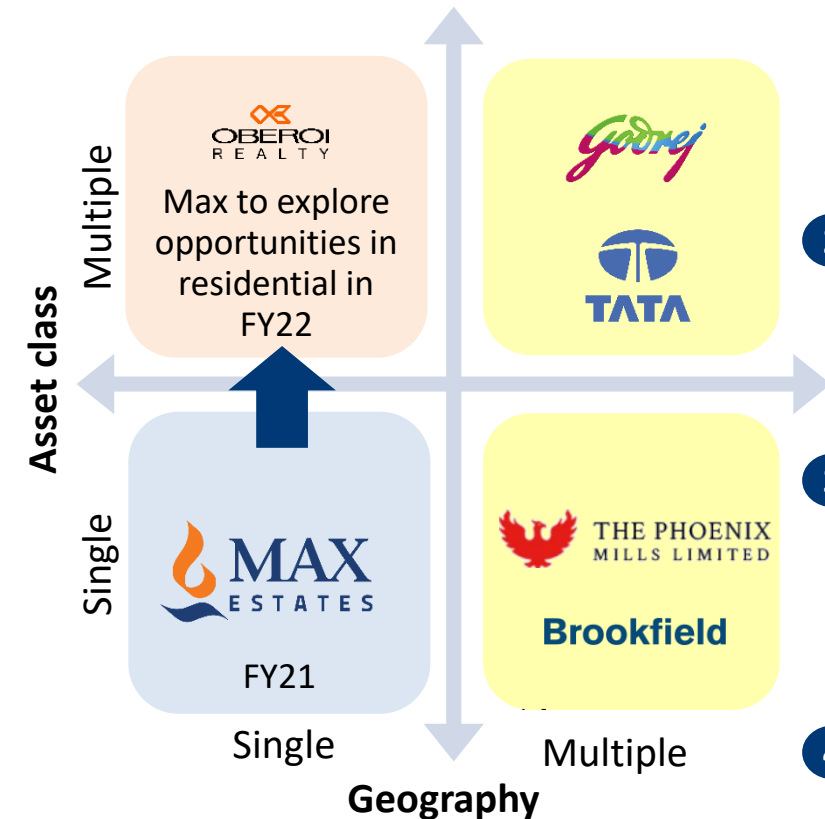 OBEROI
REALTY
Max to explore
opportunities in
residential in
FY22
Godrej
TATA
Multiple
Asset class
Single
MAX
ESTATES
FY21
THE PHOENIX
MILLS LIMITED
Brookfield
Single
Multiple
Geography